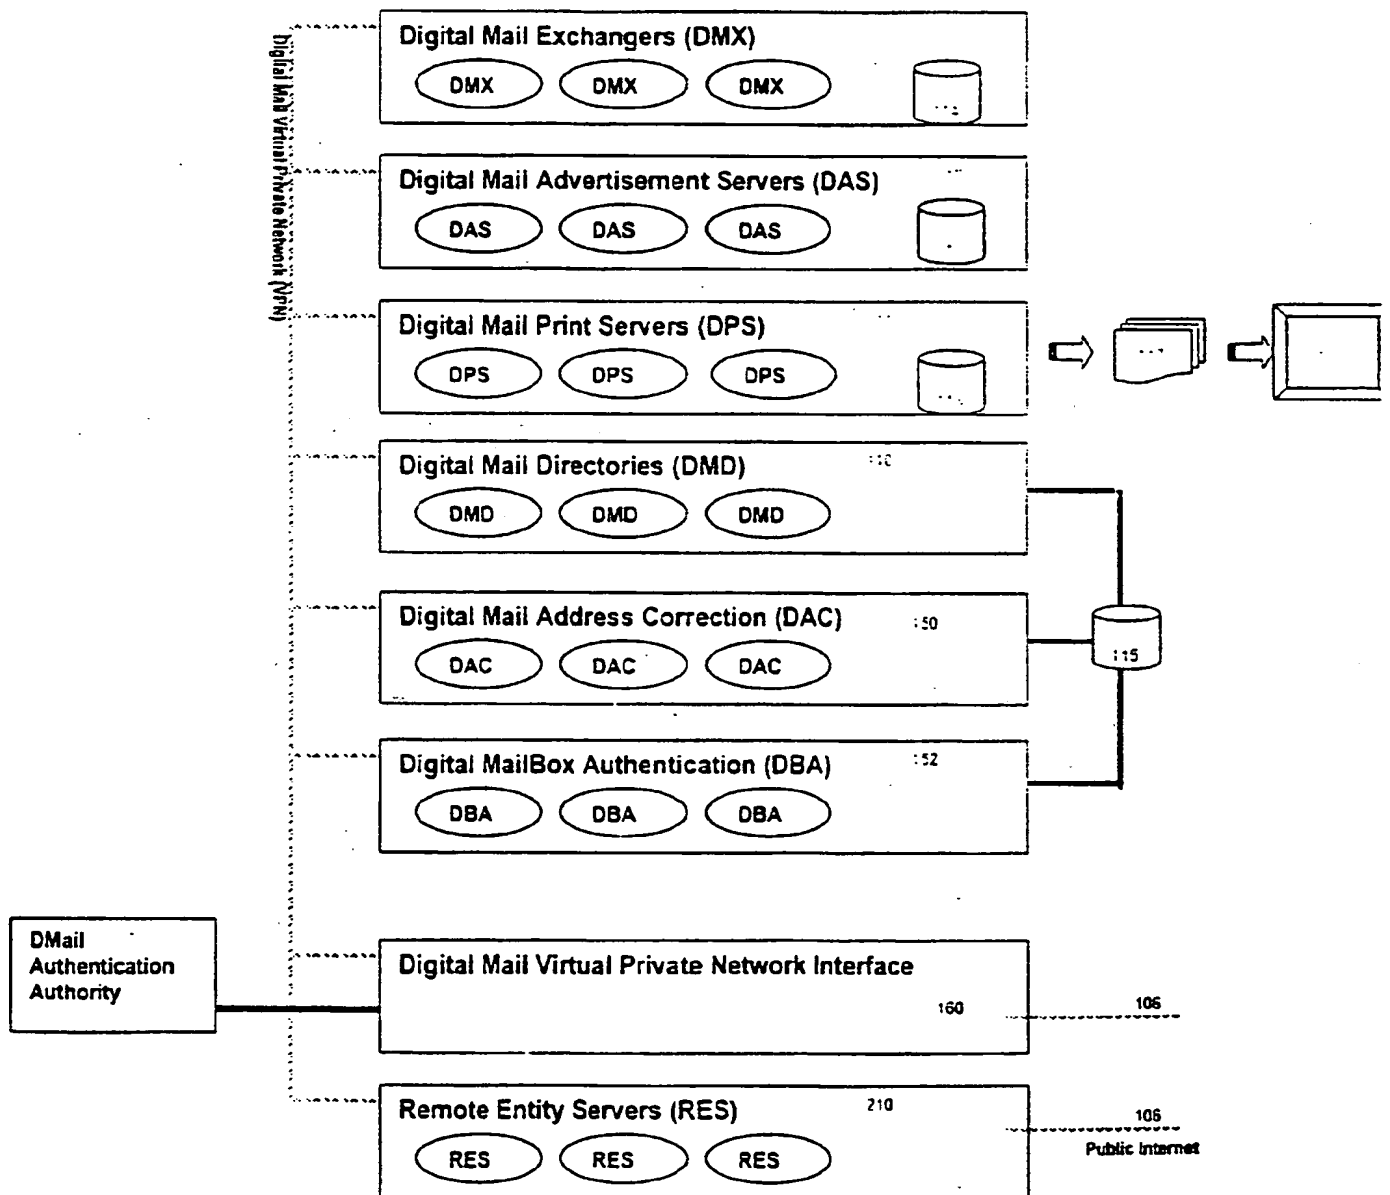 Digital Mail Virtual Private Network (VPN)
Digital Mail Exchangers (DMX)
DMX DMX DMX
Digital Mail Advertisement Servers (DAS)
DAS DAS DAS
Digital Mail Print Servers (DPS)
DPS DPS DPS
Digital Mail Directories (DMD)
DMD DMD DMD
Digital Mail Address Correction (DAC) 150
DAC DAC DAC
115
Digital MailBox Authentication (DBA) 152
DBA DBA DBA
DMail
Authentication
Authority
Digital Mail Virtual Private Network Interface
160
106
Remote Entity Servers (RES) 210
106
Public Internet
RES RES RES